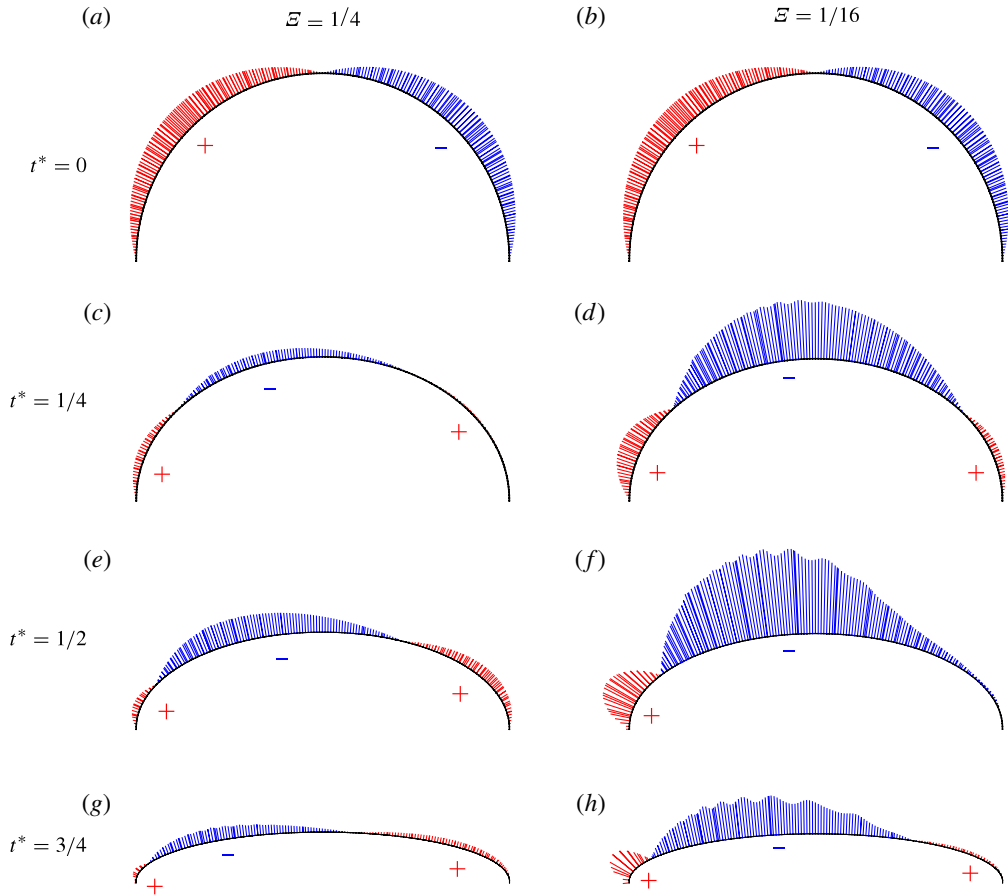 (a) Ξ = 1/4 (b) Ξ = 1/16
t* = 0
+ − + −
(c) (d)
t* = 1/4
− + + − + +
(e) (f)
t* = 1/2
+ − + + −
(g) (h)
t* = 3/4
+ − + + − +